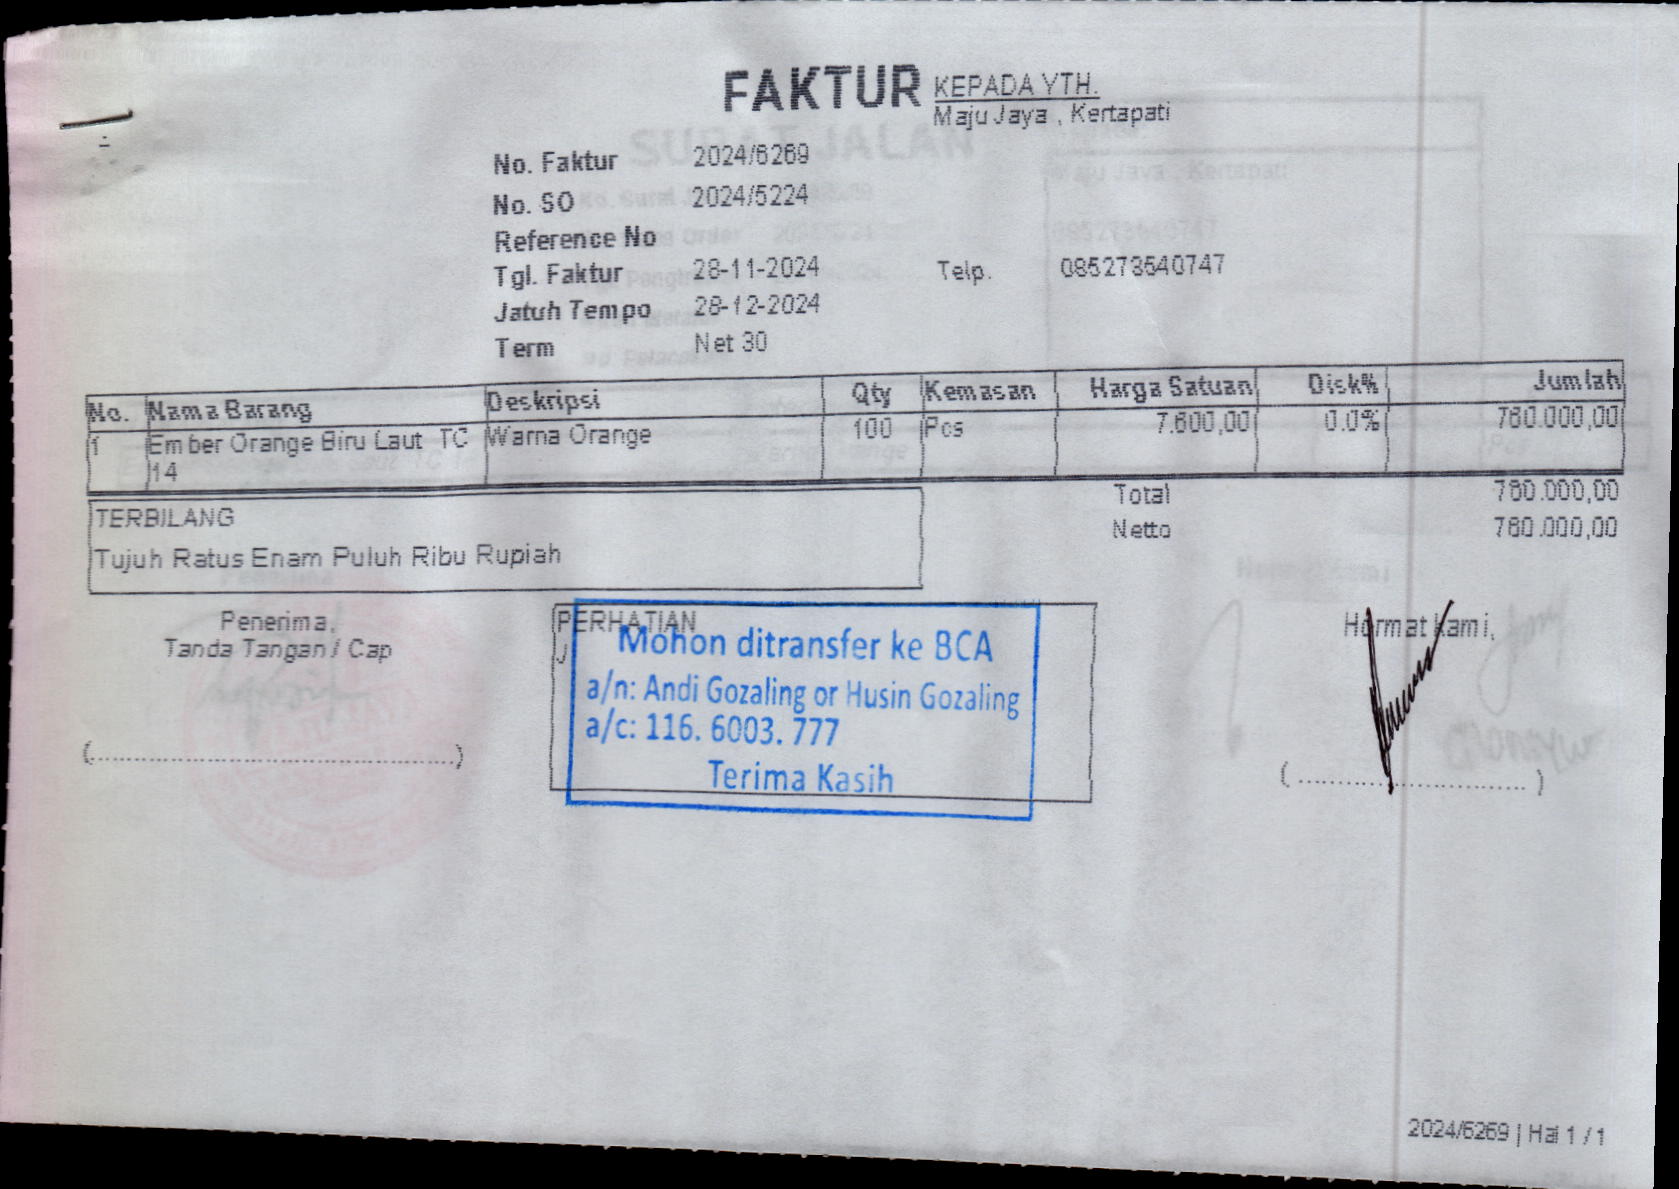 FAKTUR
KEPADA YTH.
Maju Jaya , Kertapati
No. Faktur 2024/6269
No. SO 2024/5224
Reference No
Tgl. Faktur 28-11-2024 Telp. 085273540747
Jatuh Tempo 28-12-2024
Term Net 30
No. Nama Barang Deskripsi Qty Kemasan Harga Satuan Disk% Jumlah
1 Ember Orange Biru Laut TC Warna Orange 100 Pcs 7.600,00 0.0% 760.000,00
14
Total 760.000,00
Netto 760.000,00
TERBILANG
Tujuh Ratus Enam Puluh Ribu Rupiah
Penerima,
Tanda Tangan / Cap
PERHATIAN
Mohon ditransfer ke BCA
a/n: Andi Gozaling or Husin Gozaling
a/c: 116. 6003. 777
Terima Kasih
Hormat Kami,
(................................................)
( ................................ )
SURAT JALAN
2024/6269 | Hal 1 / 1